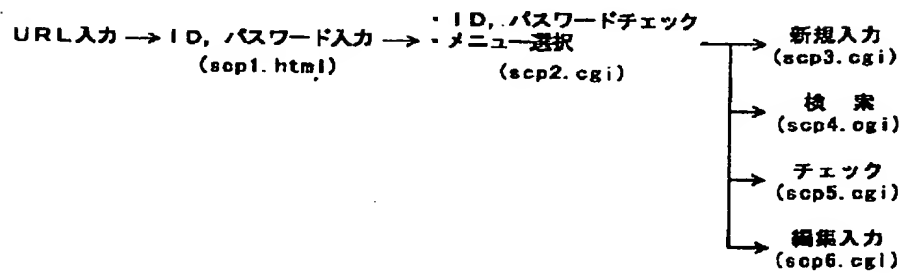 URL入力 → ID, パスワード入力 → ・ID, パスワードチェック
・メニュー選択
(scp1.html)
(scp2.cgi)
新規入力
(scp3.cgi)
検 索
(scp4.cgi)
チェック
(scp5.cgi)
編集入力
(scp6.cgi)